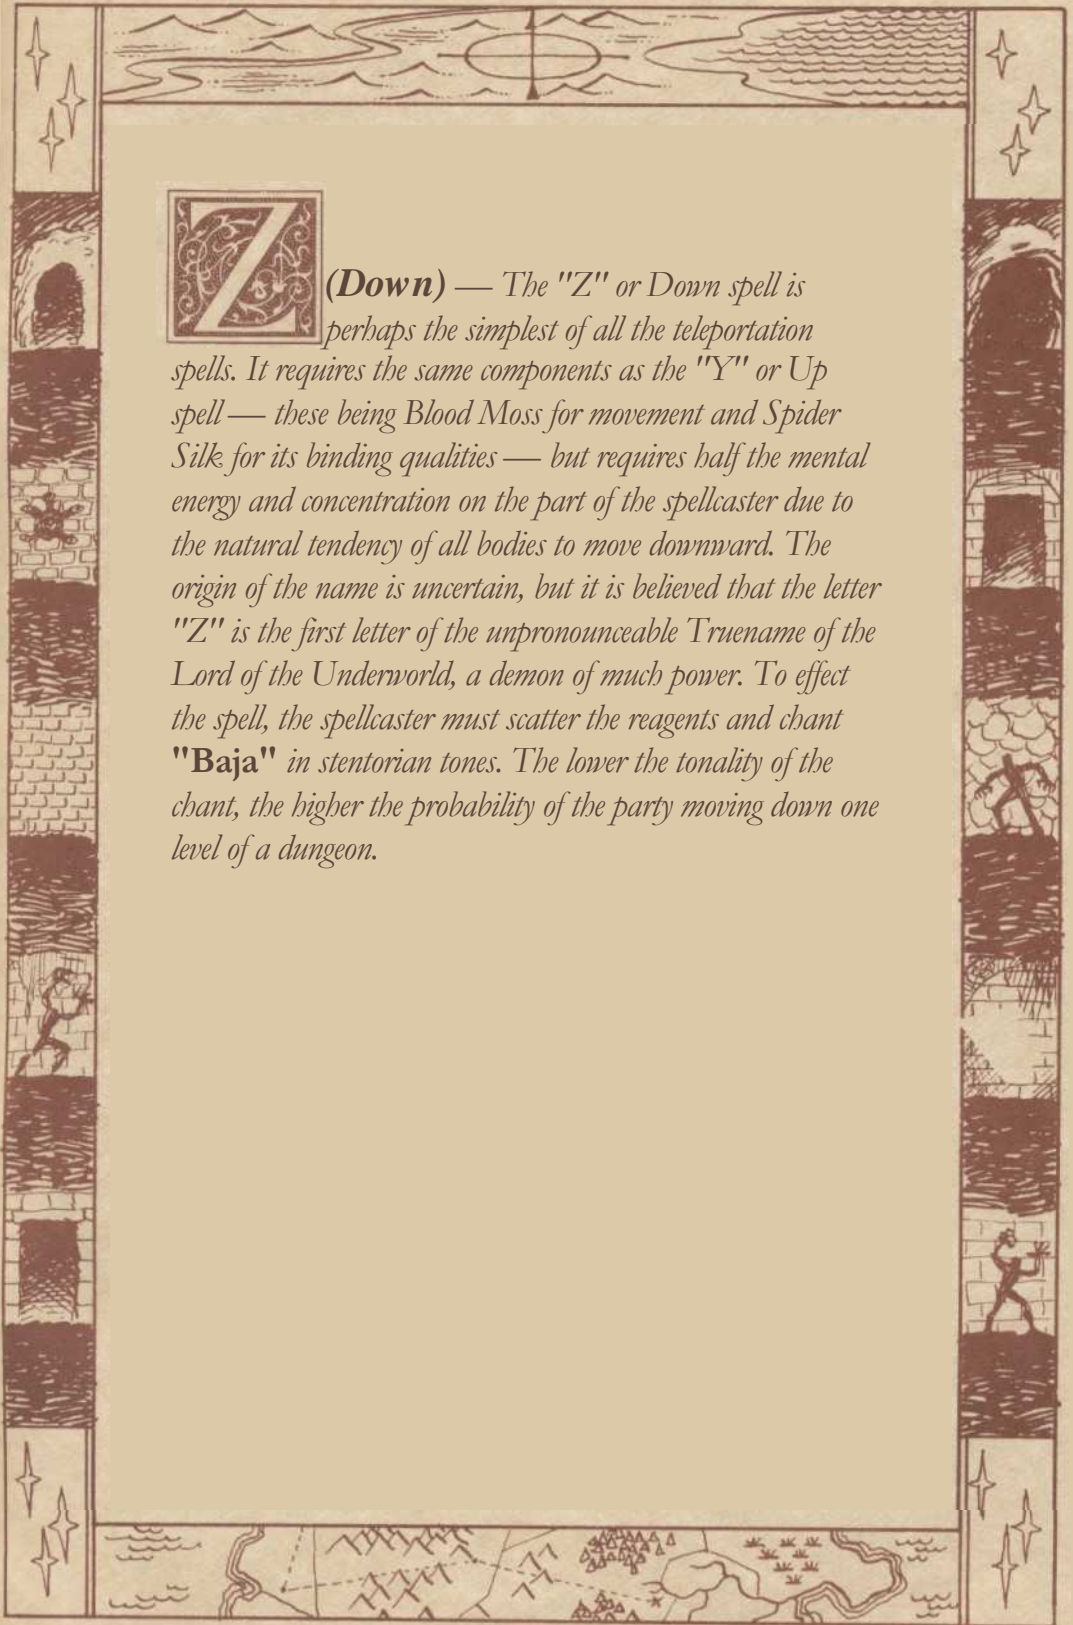 Z (Down) — The "Z" or Down spell is
perhaps the simplest of all the teleportation
spells. It requires the same components as the "Y" or Up
spell — these being Blood Moss for movement and Spider
Silk for its binding qualities — but requires half the mental
energy and concentration on the part of the spellcaster due to
the natural tendency of all bodies to move downward. The
origin of the name is uncertain, but it is believed that the letter
"Z" is the first letter of the unpronounceable Truename of the
Lord of the Underworld, a demon of much power. To effect
the spell, the spellcaster must scatter the reagents and chant
"Baja" in stentorian tones. The lower the tonality of the
chant, the higher the probability of the party moving down one
level of a dungeon.